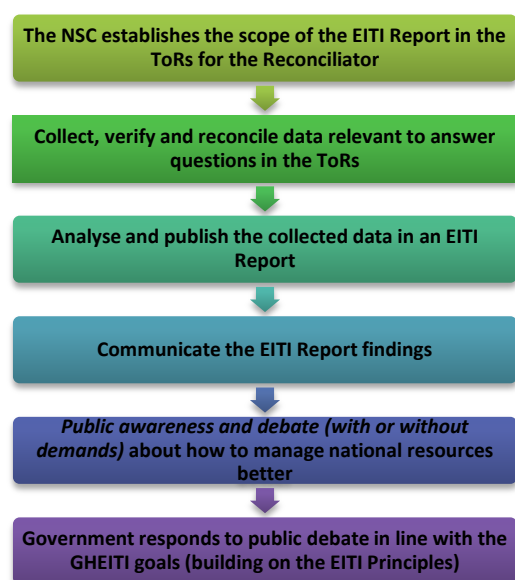 The NSC establishes the scope of the EITI Report in the
ToRs for the Reconciliator
Collect, verify and reconcile data relevant to answer
questions in the ToRs
Analyse and publish the collected data in an EITI
Report
Communicate the EITI Report findings
Public awareness and debate (with or without
demands) about how to manage national resources
better
Government responds to public debate in line with the
GHEITI goals (building on the EITI Principles)